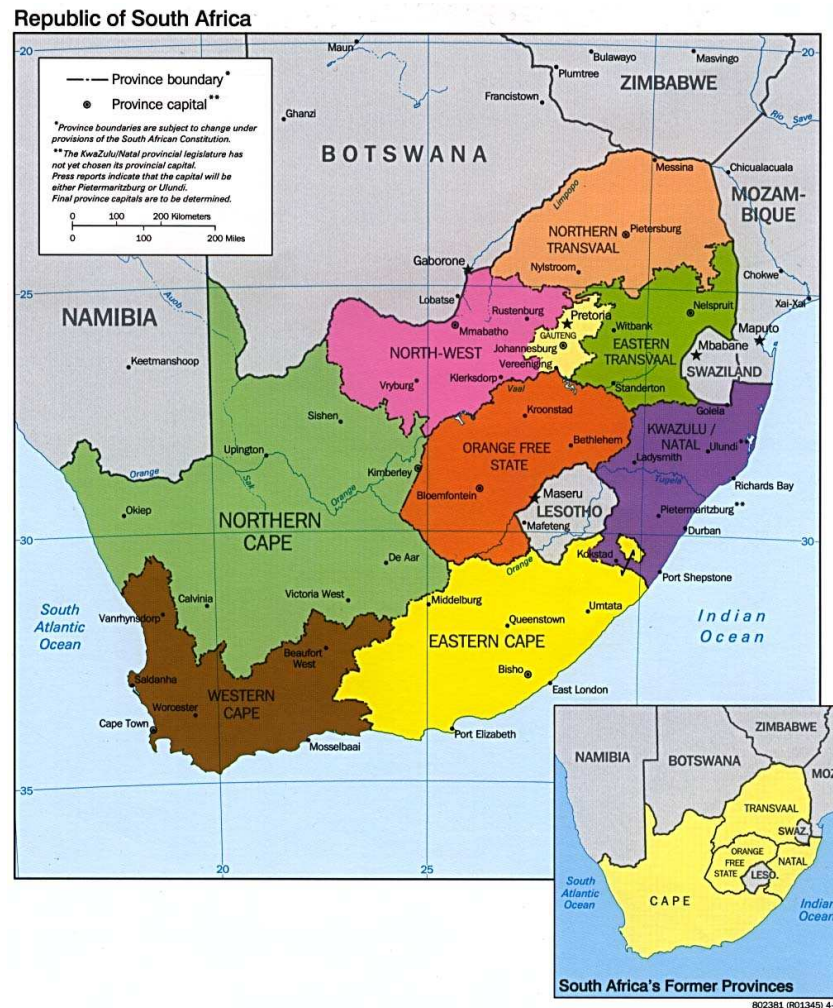 Republic of South Africa
Province boundary*
Province capital**
*Province boundaries are subject to change under
provisions of the South African Constitution.
**The KwaZulu/Natal provincial legislature has
not yet chosen its provincial capital.
Press reports indicate that the capital will be
either Pietermaritzburg or Ulundi.
Final province capitals are to be determined.
0 100 200 Kilometers
0 100 200 Miles
20
20
Maun
Bulawayo
Masvingo
Plumtree
ZIMBABWE
Francistown
Ghanzi
Rio Save
BOTSWANA
Messina
Chicualacuala
Limpopo
MOZAM-
BIQUE
NORTHERN
TRANSVAAL
Pietersburg
Gaborone
Nylstroom
Chokwe
25
25
Auob
Lobatse
Xai-Xai
NAMIBIA
Rustenburg
Pretoria
Nelspruit
Mmabatho
GAUTENG
Witbank
Maputo
NORTH-WEST
Johannesburg
EASTERN
TRANSVAAL
Mbabane
Keetmanshoop
Vereeniging
SWAZILAND
Vryburg
Klerksdorp
Vaal
Standerton
Golela
Sishen
Kroonstad
KWAZULU /
NATAL
Ulundi**
Upington
ORANGE FREE
STATE
Bethlehem
Ladysmith
Orange
Kimberley
Sak
Orange
Bloemfontein
Maseru
Tugela
Richards Bay
LESOTHO
Okiep
Mafeteng
Pietermaritzburg**
NORTHERN
CAPE
Durban
30
30
De Aar
Orange
Kokstad
Port Shepstone
Calvinia
Victoria West
Middelburg
Umtata
South
Atlantic
Ocean
Vanrhynsdorp
Queenstown
Indian
Ocean
EASTERN CAPE
Beaufort
West
Bisho
Saldanha
WESTERN
CAPE
East London
Worcester
Cape Town
Mosselbaai
Port Elizabeth
35
20
25
ZIMBABWE
NAMIBIA
BOTSWANA
MOZ
TRANSVAAL
SWAZ.
ORANGE
FREE
STATE
NATAL
LESO.
South
Atlantic
Ocean
CAPE
Indian
Ocean
South Africa's Former Provinces
802381 (R01345) 4-